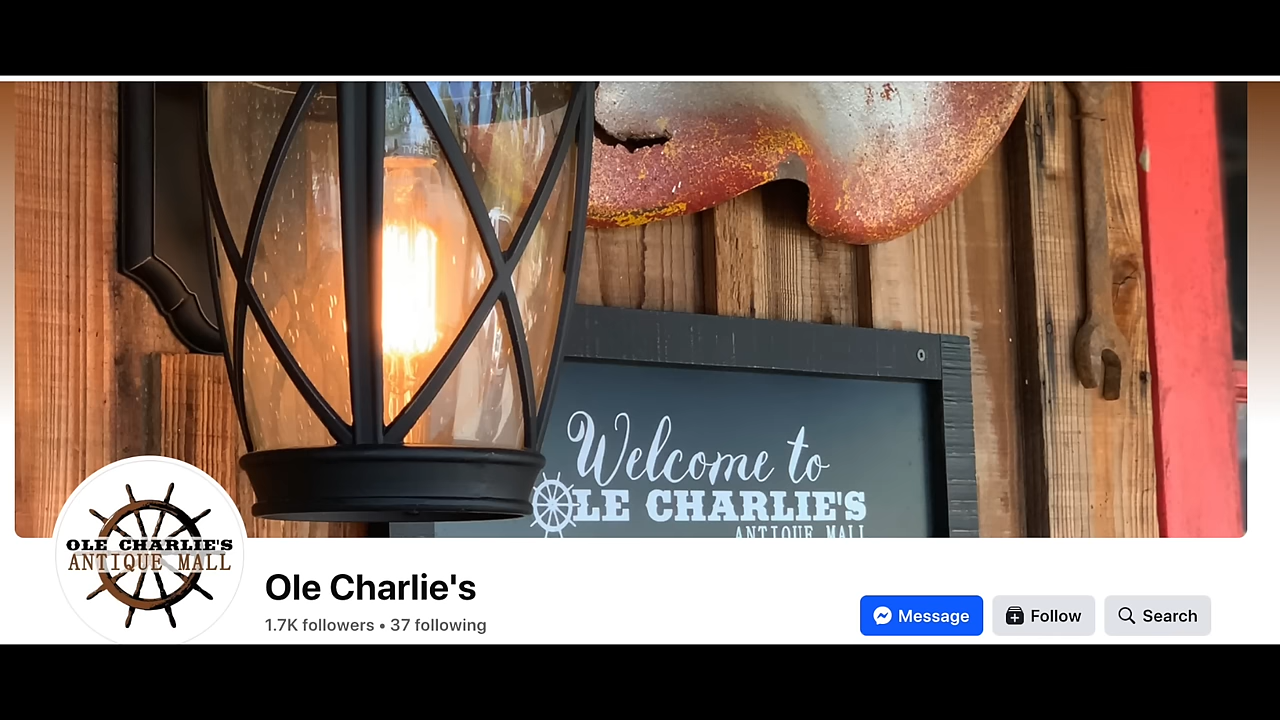 Welcome to
OLE CHARLIE'S
ANTIQUE MALL
OLE CHARLIE'S
ANTIQUE MALL
Ole Charlie's
1.7K followers • 37 following
Message
Follow
Search